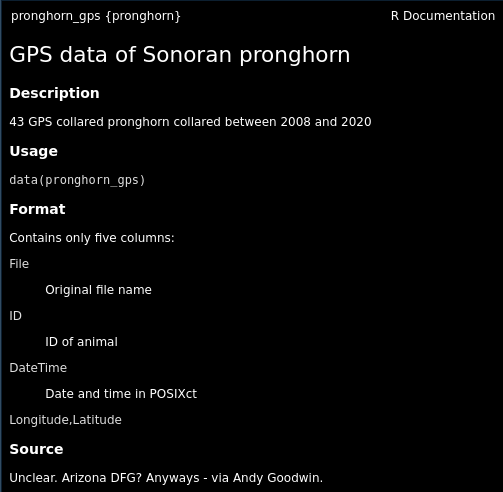 pronghorn_gps {pronghorn} R Documentation
GPS data of Sonoran pronghorn
Description
43 GPS collared pronghorn collared between 2008 and 2020
Usage
data(pronghorn_gps)
Format
Contains only five columns:
File
Original file name
ID
ID of animal
DateTime
Date and time in POSIXct
Longitude,Latitude
Source
Unclear. Arizona DFG? Anyways - via Andy Goodwin.